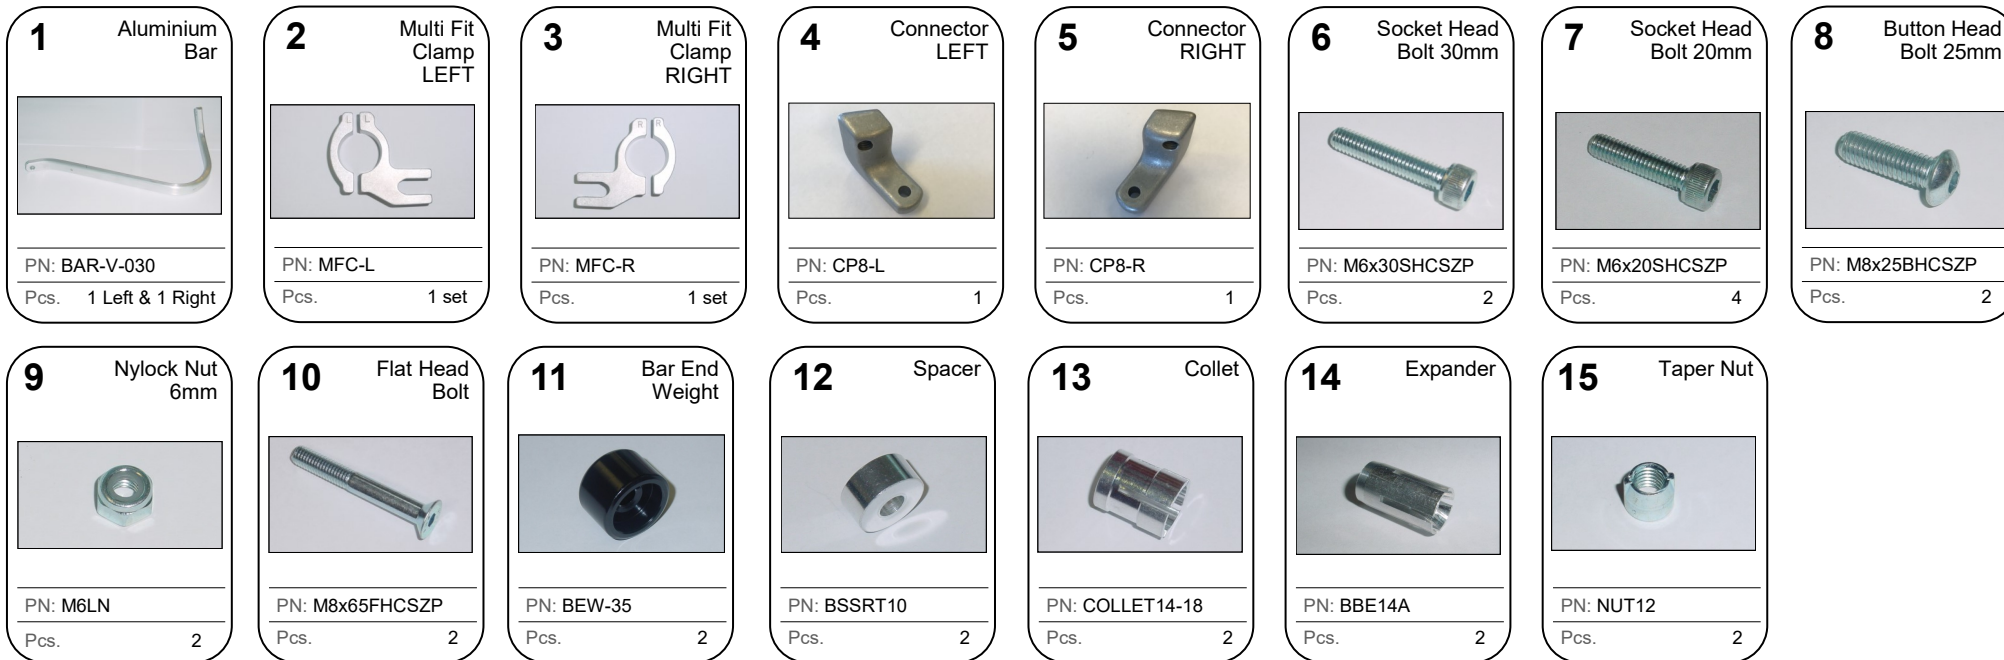 1
Aluminium
Bar
PN: BAR-V-030
Pcs. 1 Left & 1 Right
2
Multi Fit
Clamp
LEFT
L L
PN: MFC-L
Pcs. 1 set
3
Multi Fit
Clamp
RIGHT
R R
PN: MFC-R
Pcs. 1 set
4
Connector
LEFT
PN: CP8-L
Pcs. 1
5
Connector
RIGHT
PN: CP8-R
Pcs. 1
6
Socket Head
Bolt 30mm
PN: M6x30SHCSZP
Pcs. 2
7
Socket Head
Bolt 20mm
PN: M6x20SHCSZP
Pcs. 4
8
Button Head
Bolt 25mm
PN: M8x25BHCSZP
Pcs. 2
9
Nylock Nut
6mm
PN: M6LN
Pcs. 2
10
Flat Head
Bolt
PN: M8x65FHCSZP
Pcs. 2
11
Bar End
Weight
PN: BEW-35
Pcs. 2
12
Spacer
PN: BSSRT10
Pcs. 2
13
Collet
PN: COLLET14-18
Pcs. 2
14
Expander
PN: BBE14A
Pcs. 2
15
Taper Nut
PN: NUT12
Pcs. 2